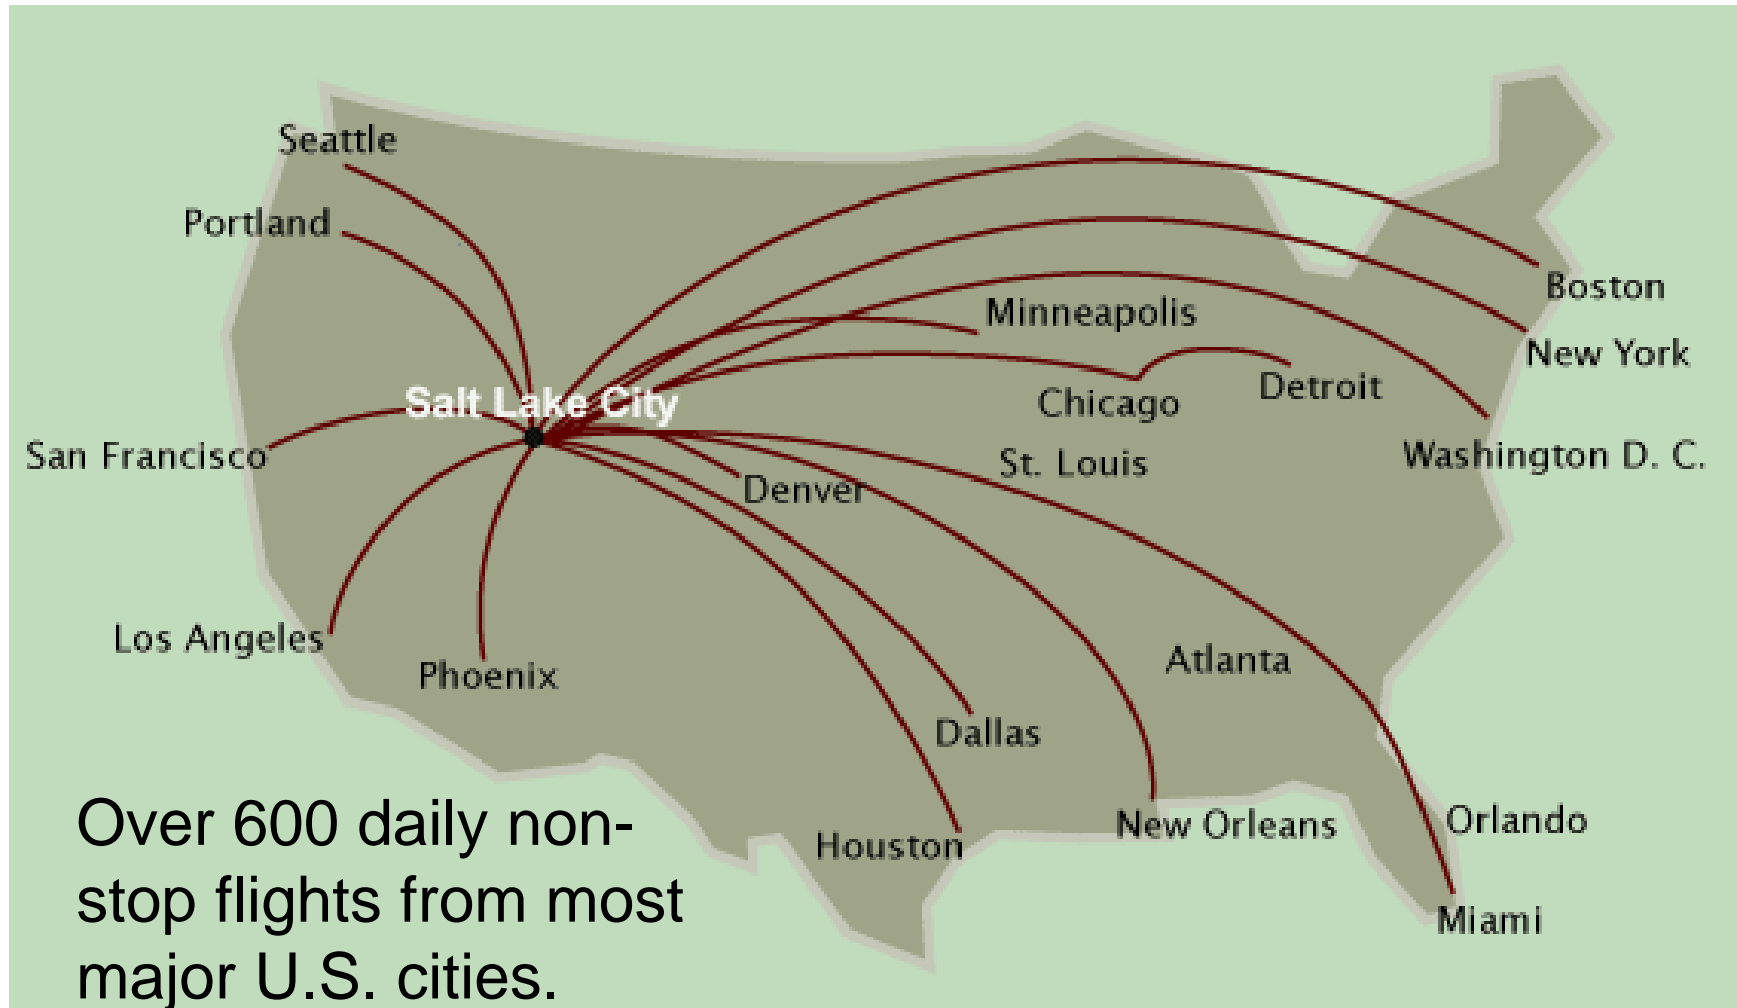 Seattle
Portland
Boston
Minneapolis
New York
Detroit
Salt Lake City
Chicago
San Francisco
St. Louis
Washington D. C.
Denver
Los Angeles
Atlanta
Phoenix
Dallas
Orlando
New Orleans
Houston
Miami
Over 600 daily non-
stop flights from most
major U.S. cities.